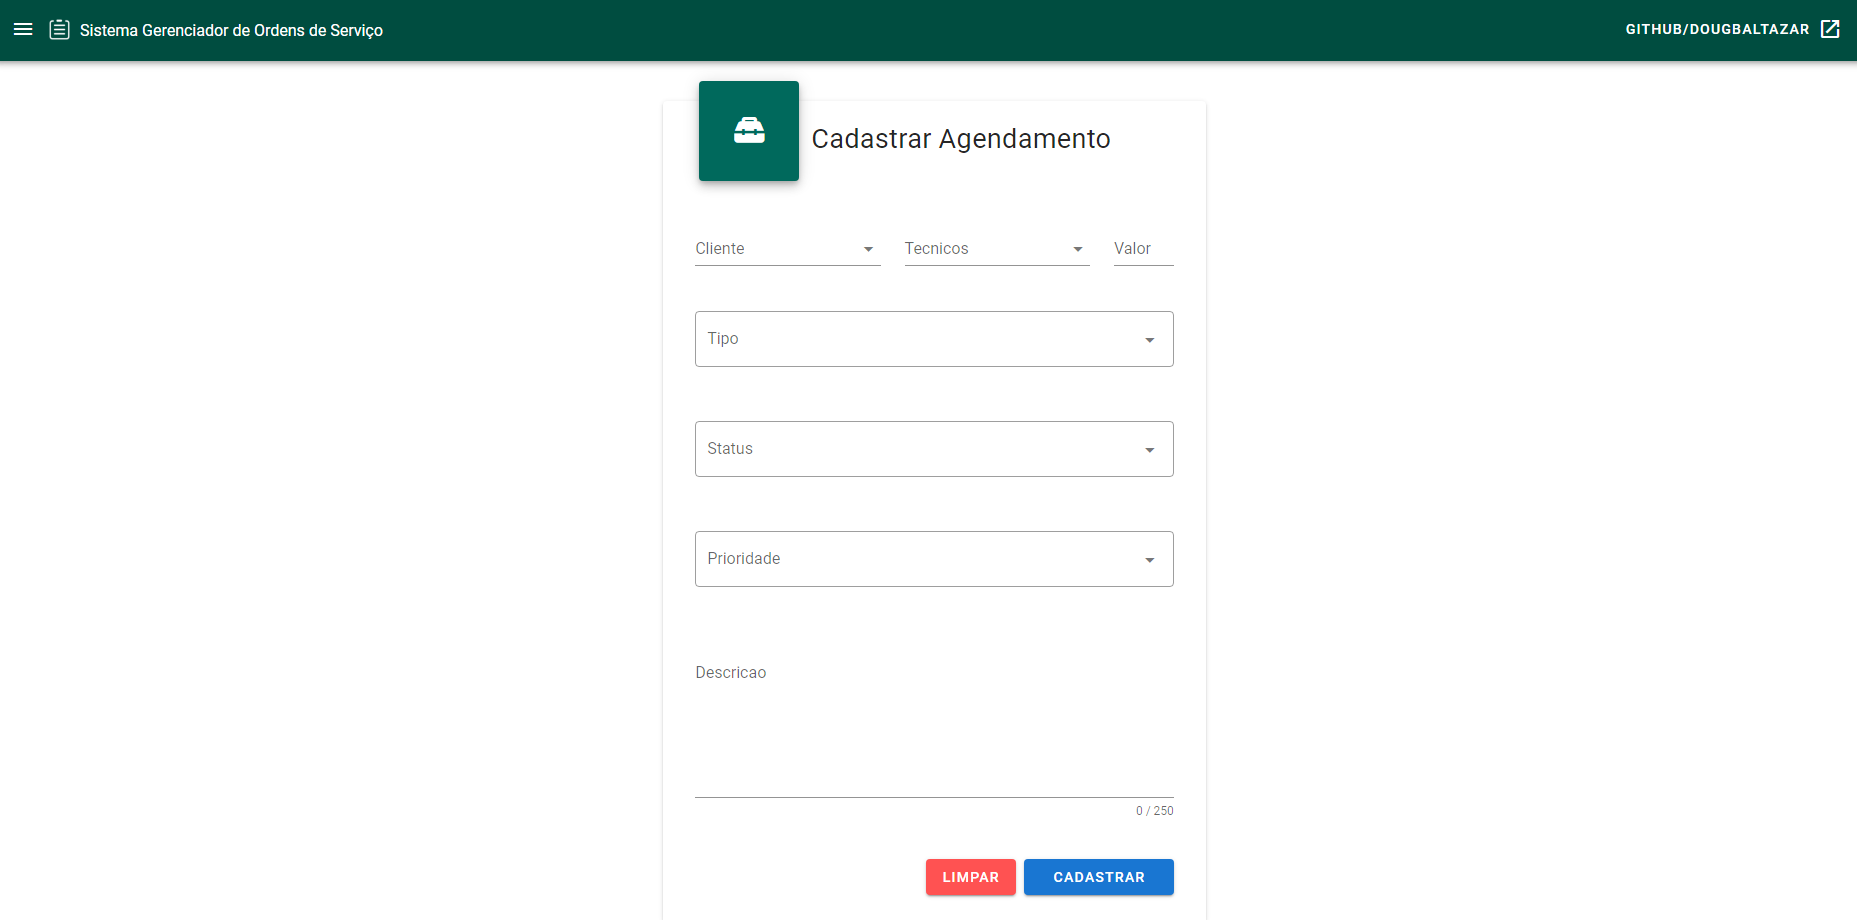 Sistema Gerenciador de Ordens de Serviço
GITHUB/DOUGBALTAZAR
Cadastrar Agendamento
Cliente
Tecnicos
Valor
Tipo
Status
Prioridade
Descricao
0 / 250
LIMPAR
CADASTRAR